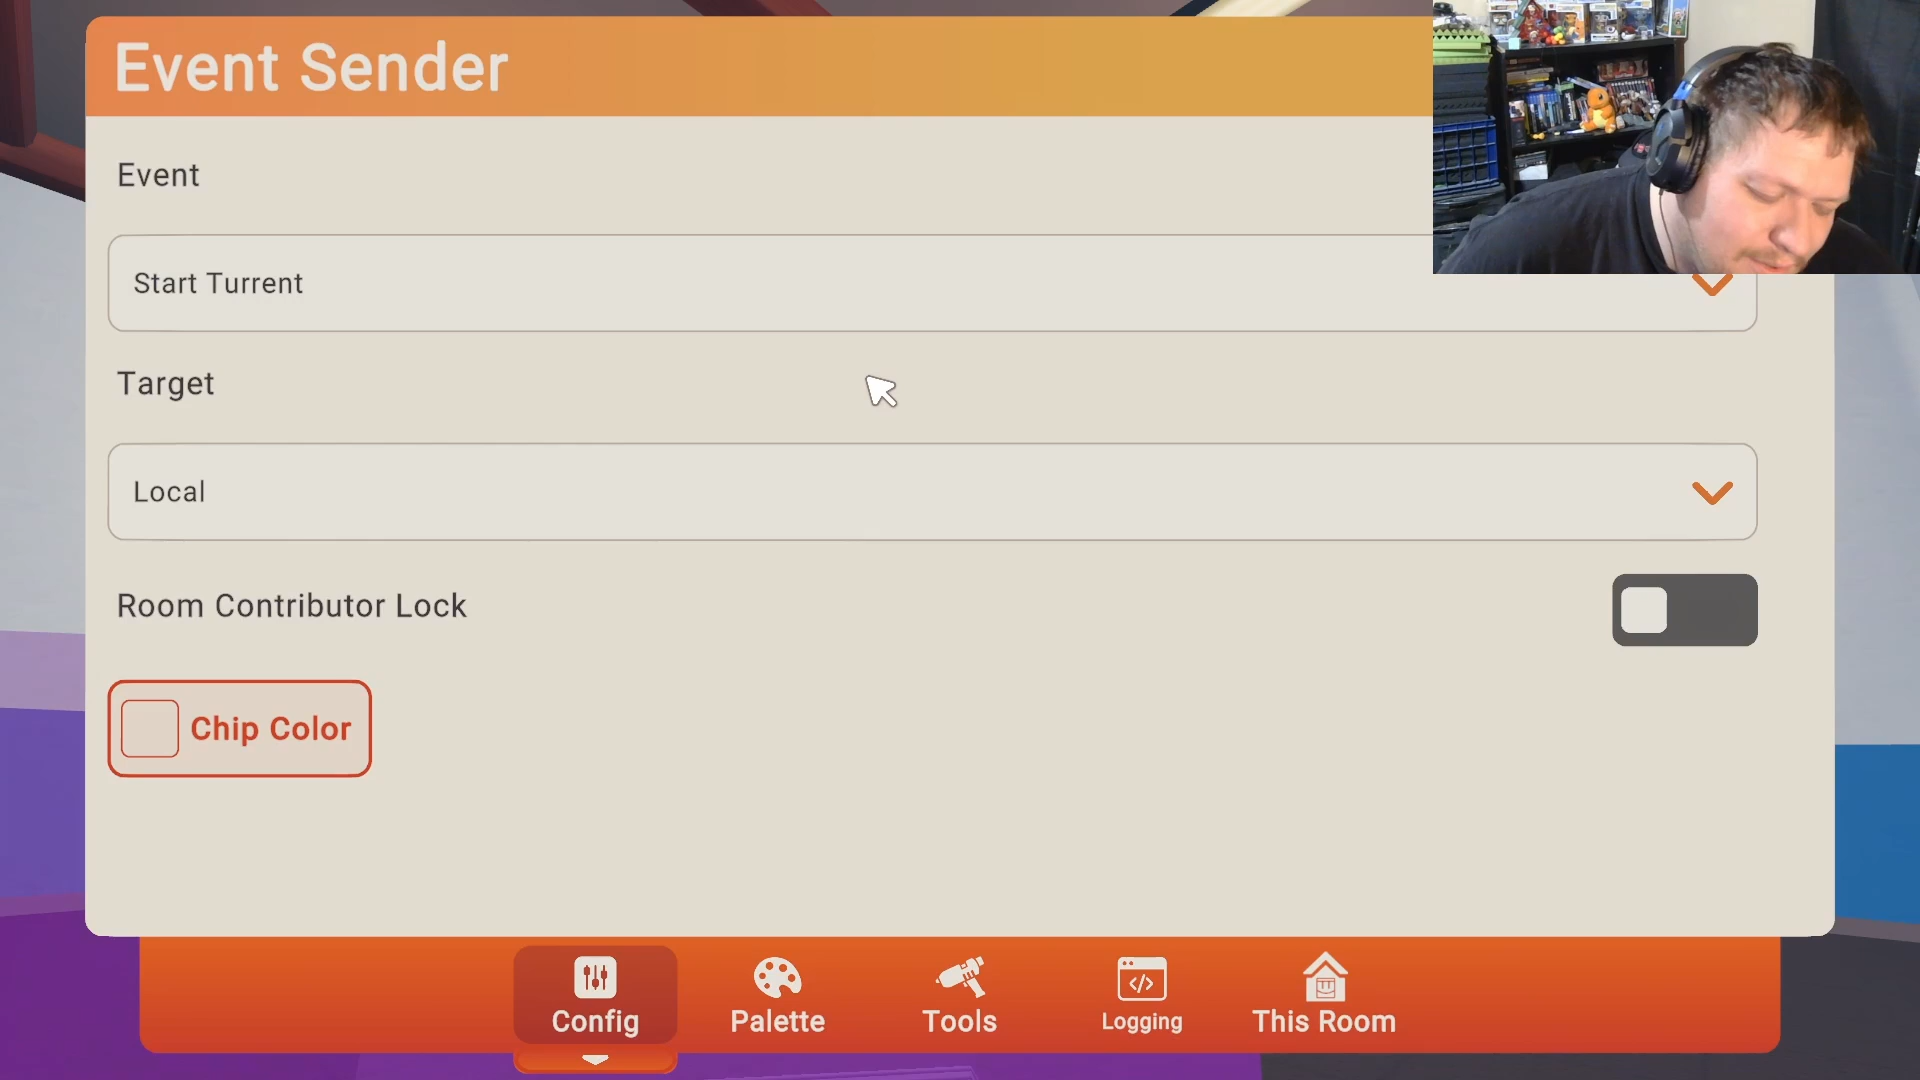 Event Sender
Event
Start Turrent
Target
Local
Room Contributor Lock
Chip Color
Config
Palette
Tools
Logging
This Room